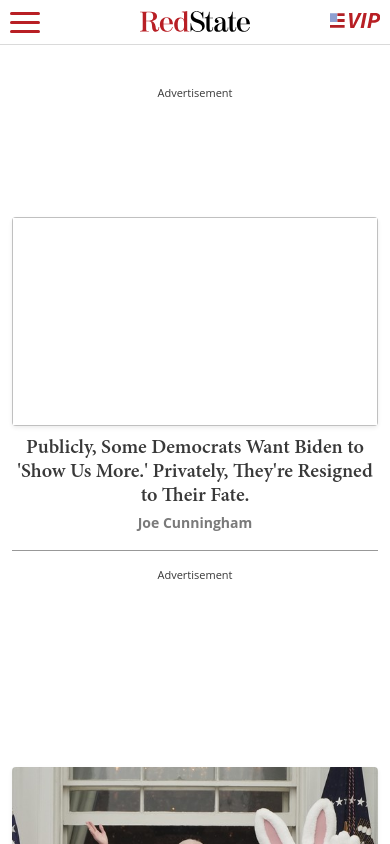 RedState
VIP
Advertisement
Publicly, Some Democrats Want Biden to
'Show Us More.' Privately, They're Resigned
to Their Fate.
Joe Cunningham
Advertisement